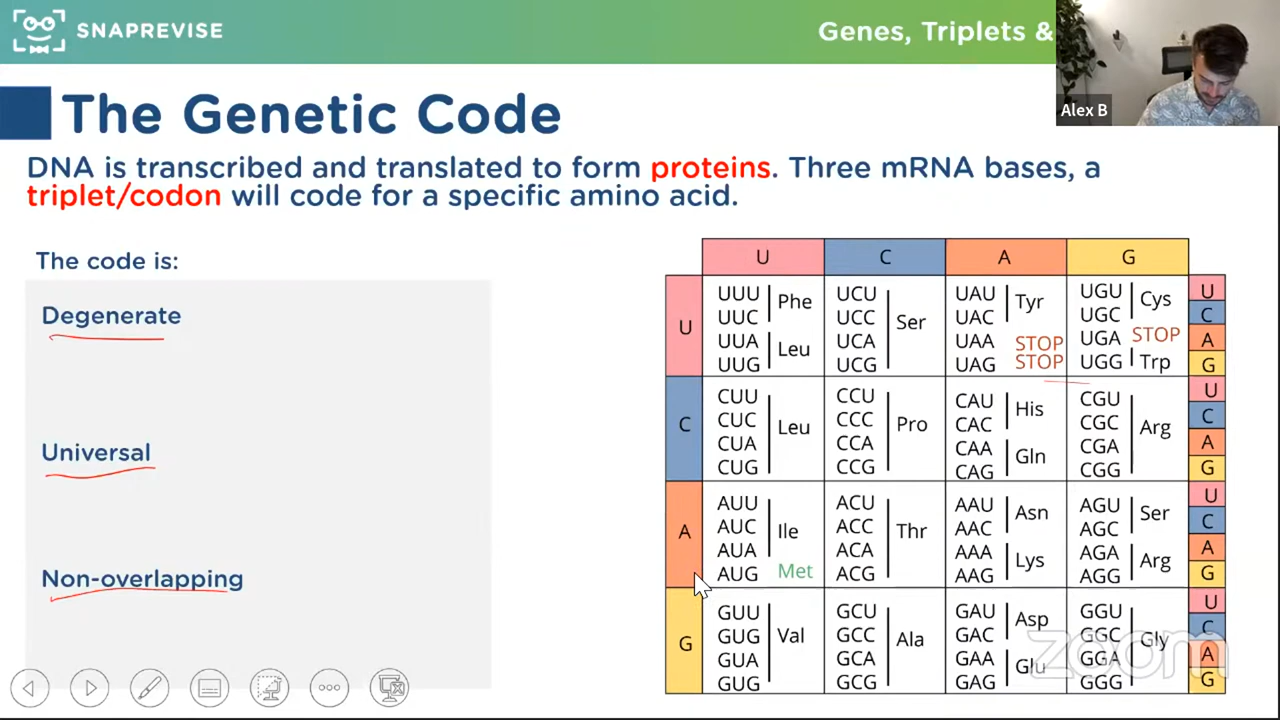 SNAPREVISE
Genes, Triplets &
Alex B
The Genetic Code
DNA is transcribed and translated to form proteins. Three mRNA bases, a
triplet/codon will code for a specific amino acid.
The code is:
Degenerate
Universal
Non-overlapping
U C A G
U
UUU
UUC
Phe
UUA
UUG
Leu
UCU
UCC
UCA
UCG
Ser
UAU
UAC
Tyr
UAA STOP
UAG STOP
UGU
UGC
Cys
UGA STOP
UGG Trp
U
C
A
G
C
CUU
CUC
CUA
CUG
Leu
CCU
CCC
CCA
CCG
Pro
CAU
CAC
His
CAA
CAG
Gln
CGU
CGC
CGA
CGG
Arg
U
C
A
G
A
AUU
AUC
AUA
Ile
AUG Met
ACU
ACC
ACA
ACG
Thr
AAU
AAC
Asn
AAA
AAG
Lys
AGU
AGC
Ser
AGA
AGG
Arg
U
C
A
G
G
GUU
GUG
GUA
GUG
Val
GCU
GCC
GCA
GCG
Ala
GAU
GAC
Asp
GAA
GAG
Glu
GGU
GGC
GGA
GGG
Gly
U
C
A
G
zoom